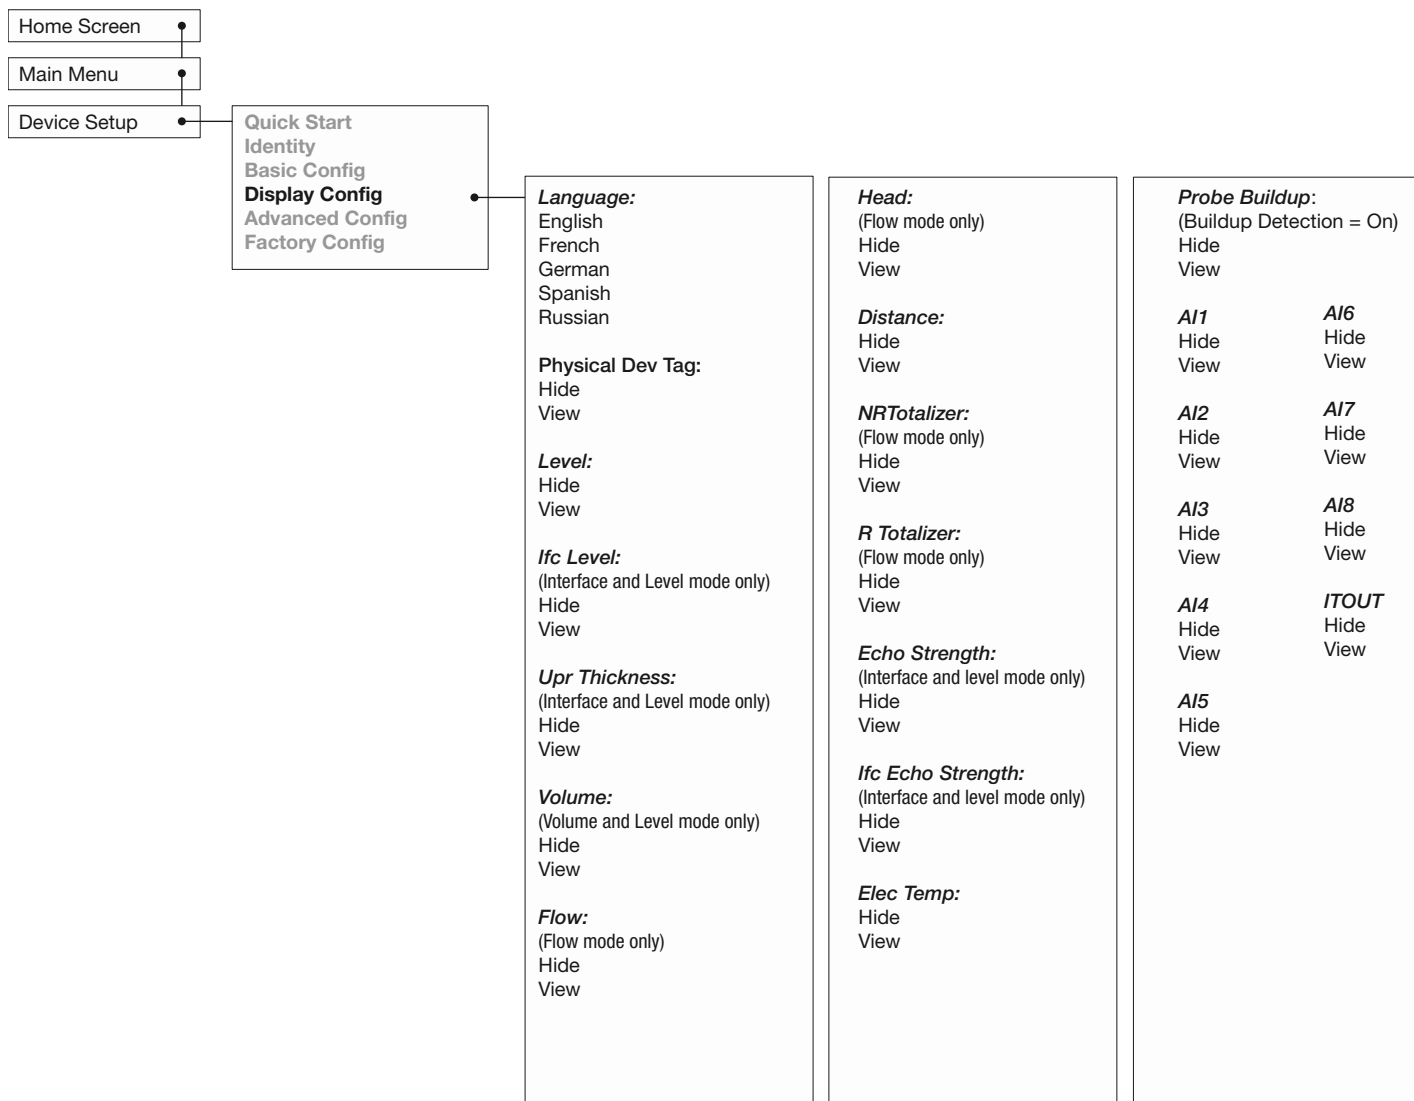 Home Screen
Main Menu
Device Setup
Quick Start
Identity
Basic Config
Display Config
Advanced Config
Factory Config
Language:
English
French
German
Spanish
Russian
Physical Dev Tag:
Hide
View
Level:
Hide
View
Ifc Level:
(Interface and Level mode only)
Hide
View
Upr Thickness:
(Interface and Level mode only)
Hide
View
Volume:
(Volume and Level mode only)
Hide
View
Flow:
(Flow mode only)
Hide
View
Head:
(Flow mode only)
Hide
View
Distance:
Hide
View
NRTotalizer:
(Flow mode only)
Hide
View
R Totalizer:
(Flow mode only)
Hide
View
Echo Strength:
(Interface and level mode only)
Hide
View
Ifc Echo Strength:
(Interface and level mode only)
Hide
View
Elec Temp:
Hide
View
Probe Buildup:
(Buildup Detection = On)
Hide
View
AI1
Hide
View
AI2
Hide
View
AI3
Hide
View
AI4
Hide
View
AI5
Hide
View
AI6
Hide
View
AI7
Hide
View
AI8
Hide
View
ITOUT
Hide
View